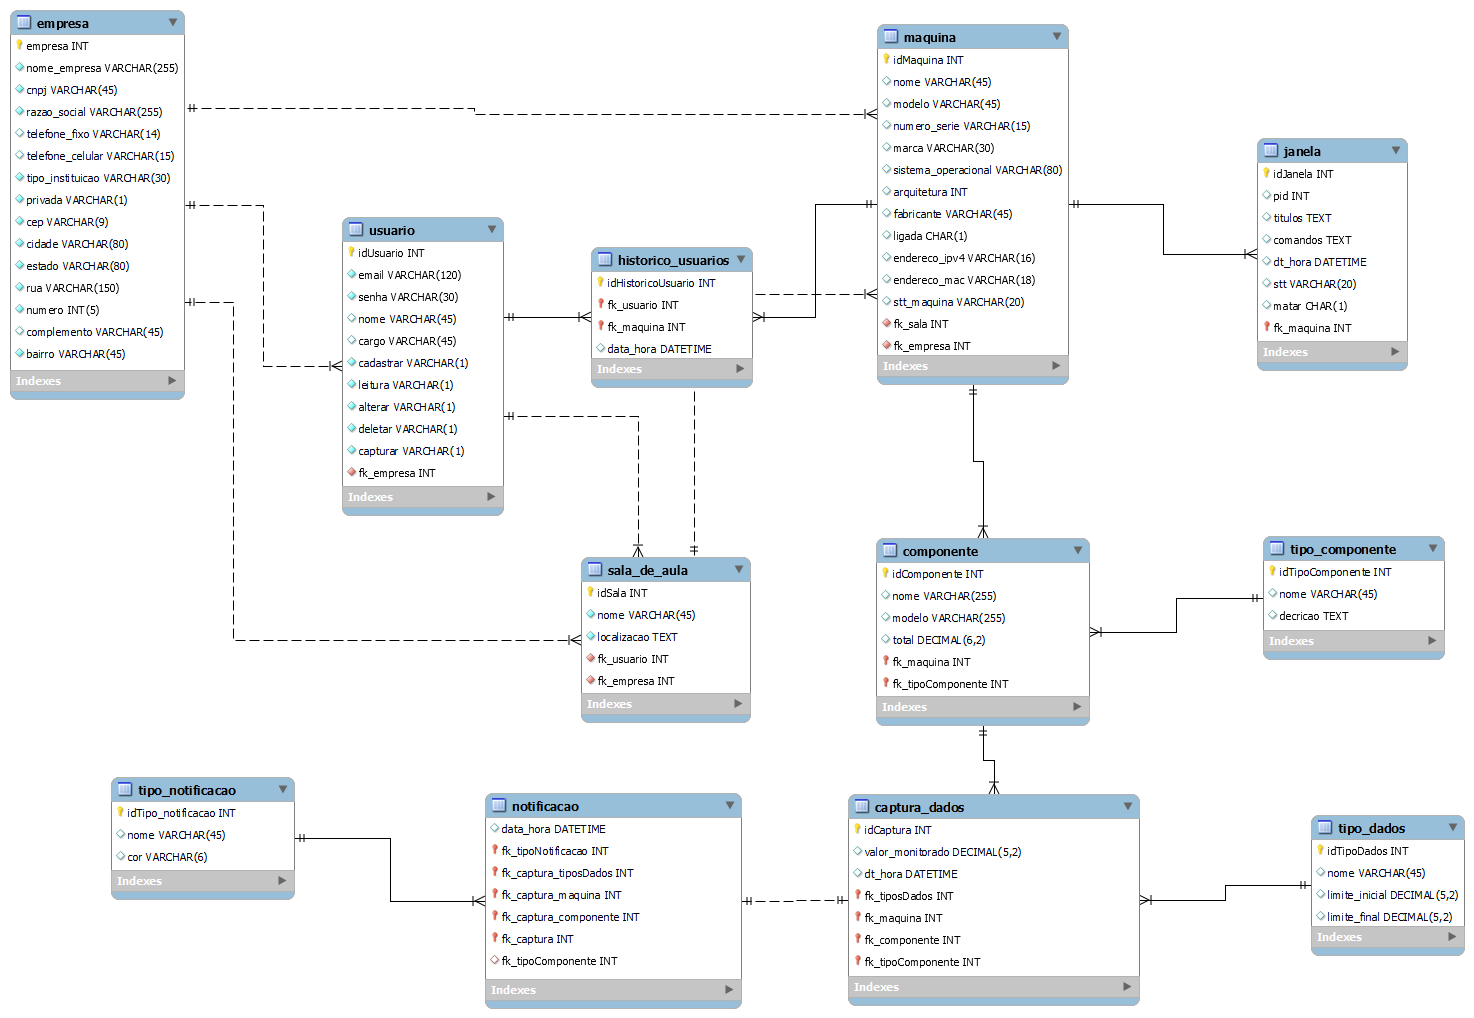 empresa
empresa INT
nome_empresa VARCHAR(255)
cnpj VARCHAR(45)
razao_social VARCHAR(255)
telefone_fixo VARCHAR(14)
telefone_celular VARCHAR(15)
tipo_instituicao VARCHAR(30)
privada VARCHAR(1)
cep VARCHAR(9)
cidade VARCHAR(80)
estado VARCHAR(80)
rua VARCHAR(150)
numero INT(5)
complemento VARCHAR(45)
bairro VARCHAR(45)
Indexes
usuario
idUsuario INT
email VARCHAR(120)
senha VARCHAR(30)
nome VARCHAR(45)
cargo VARCHAR(45)
cadastrar VARCHAR(1)
leitura VARCHAR(1)
alterar VARCHAR(1)
deletar VARCHAR(1)
capturar VARCHAR(1)
fk_empresa INT
Indexes
historico_usuarios
idHistoricoUsuario INT
fk_usuario INT
fk_maquina INT
data_hora DATETIME
Indexes
maquina
idMaquina INT
nome VARCHAR(45)
modelo VARCHAR(45)
numero_serie VARCHAR(15)
marca VARCHAR(30)
sistema_operacional VARCHAR(80)
arquitetura INT
fabricante VARCHAR(45)
ligada CHAR(1)
endereco_ipv4 VARCHAR(16)
endereco_mac VARCHAR(18)
stt_maquina VARCHAR(20)
fk_sala INT
fk_empresa INT
Indexes
janela
idJanela INT
pid INT
titulos TEXT
comandos TEXT
dt_hora DATETIME
stt VARCHAR(20)
matar CHAR(1)
fk_maquina INT
Indexes
sala_de_aula
idSala INT
nome VARCHAR(45)
localizacao TEXT
fk_usuario INT
fk_empresa INT
Indexes
componente
idComponente INT
nome VARCHAR(255)
modelo VARCHAR(255)
total DECIMAL(6,2)
fk_maquina INT
fk_tipoComponente INT
Indexes
tipo_componente
idTipoComponente INT
nome VARCHAR(45)
decricao TEXT
Indexes
tipo_notificacao
idTipo_notificacao INT
nome VARCHAR(45)
cor VARCHAR(6)
Indexes
notificacao
data_hora DATETIME
fk_tipoNotificacao INT
fk_captura_tiposDados INT
fk_captura_maquina INT
fk_captura_componente INT
fk_captura INT
fk_tipoComponente INT
Indexes
captura_dados
idCaptura INT
valor_monitorado DECIMAL(5,2)
dt_hora DATETIME
fk_tiposDados INT
fk_maquina INT
fk_componente INT
fk_tipoComponente INT
Indexes
tipo_dados
idTipoDados INT
nome VARCHAR(45)
limite_inicial DECIMAL(5,2)
limite_final DECIMAL(5,2)
Indexes